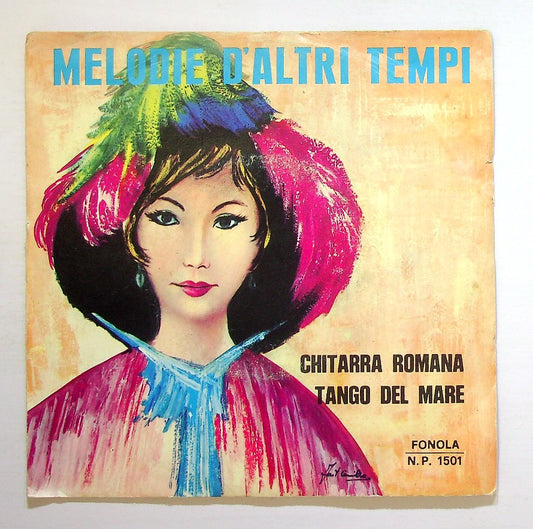 MELODIE D'ALTRI TEMPI
CHITARRA ROMANA
TANGO DEL MARE
FONOLA
N.P. 1501